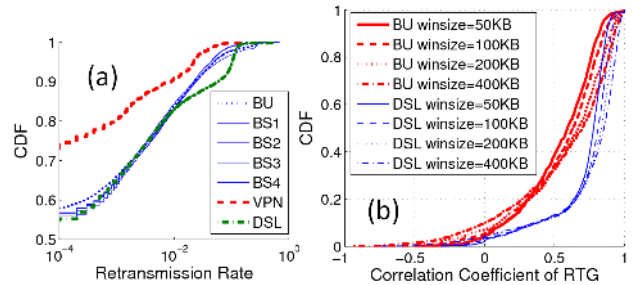 (a)
CDF
1
0.9
0.8
0.7
0.6
0.5
10^-4
10^-2
10^0
Retransmission Rate
BU
BS1
BS2
BS3
BS4
VPN
DSL
(b)
CDF
1
0.8
0.6
0.4
0.2
0
-1
-0.5
0
0.5
1
Correlation Coefficient of RTG
BU winsize=50KB
BU winsize=100KB
BU winsize=200KB
BU winsize=400KB
DSL winsize=50KB
DSL winsize=100KB
DSL winsize=200KB
DSL winsize=400KB